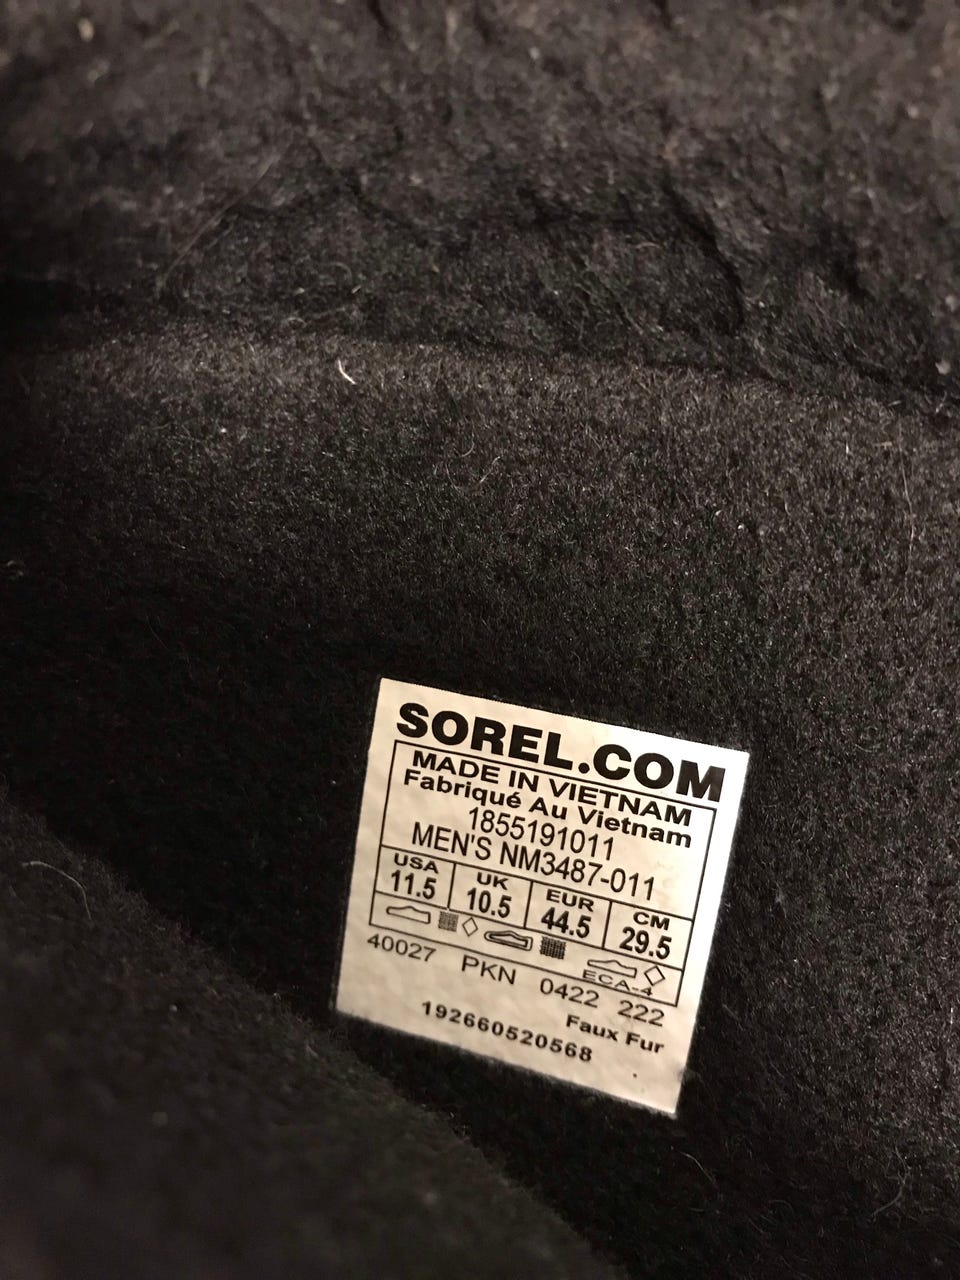 SOREL.COM
MADE IN VIETNAM
Fabriqué Au Vietnam
1855191011
MEN'S NM3487-011
USA UK EUR CM
11.5 10.5 44.5 29.5
ECA-4
40027 PKN 0422 222
Faux Fur
192660520568